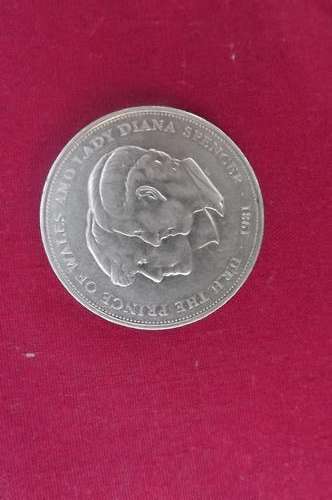 H.R.H. THE PRINCE OF WALES AND LADY DIANA SPENCER · 1981